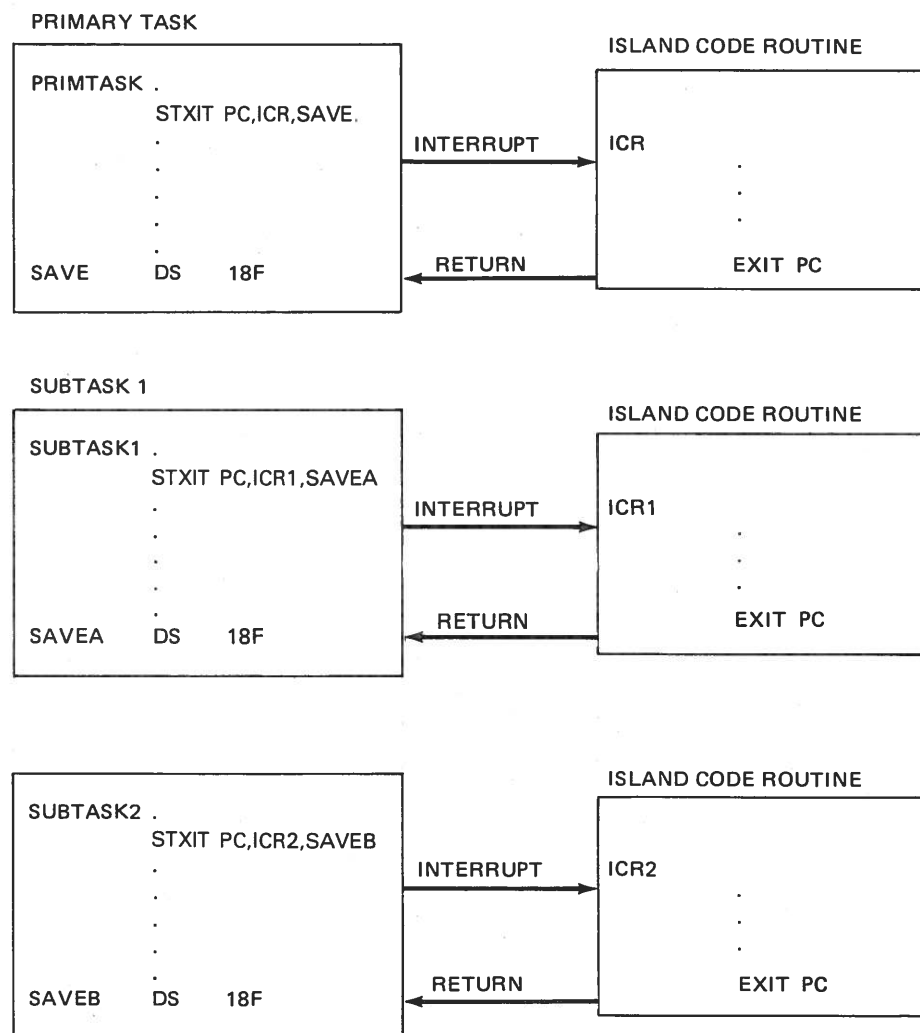 PRIMARY TASK
ISLAND CODE ROUTINE
PRIMTASK .
STXIT PC,ICR,SAVE.
.
INTERRUPT
ICR
.
.
.
.
.
.
.
SAVE DS 18F
RETURN
EXIT PC
SUBTASK 1
ISLAND CODE ROUTINE
SUBTASK1 .
STXIT PC,ICR1,SAVEA
.
INTERRUPT
ICR1
.
.
.
.
.
.
.
SAVEA DS 18F
RETURN
EXIT PC
ISLAND CODE ROUTINE
SUBTASK2 .
STXIT PC,ICR2,SAVEB
.
INTERRUPT
ICR2
.
.
.
.
.
.
.
SAVEB DS 18F
RETURN
EXIT PC